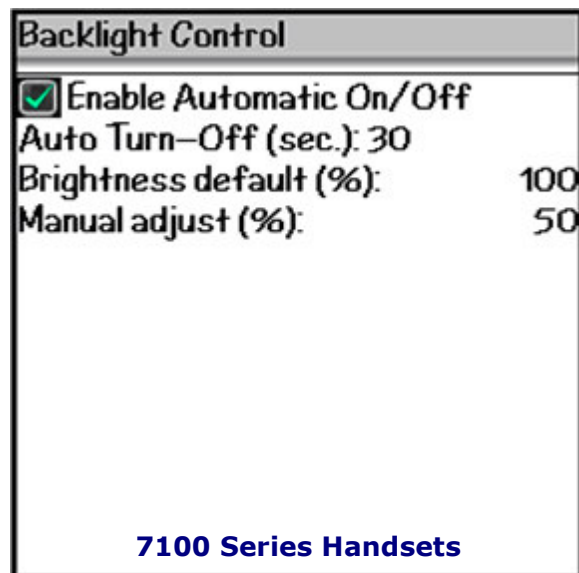 Backlight Control
Enable Automatic On/Off
Auto Turn-Off (sec.): 30
Brightness default (%): 100
Manual adjust (%): 50
7100 Series Handsets